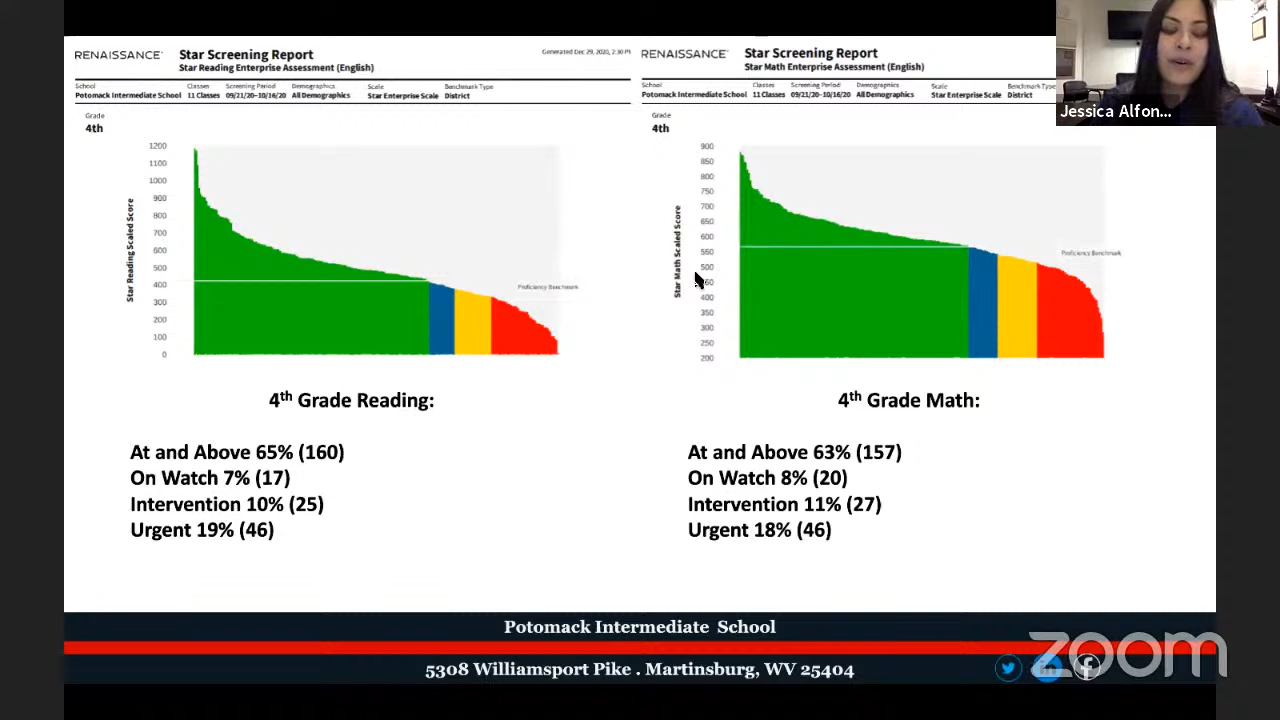 RENAISSANCE
Star Screening Report
Star Reading Enterprise Assessment (English)
Generated Dec 29, 2020, 2:30 PM
School
Potomack Intermediate School
Classes
11 Classes
Screening Period
09/21/20-10/16/20
Demographics
All Demographics
Scale
Star Enterprise Scale
Benchmark Type
District
Grade
4th
Star Reading Scaled Score
1200
1100
1000
900
800
700
600
500
400
300
200
100
0
Proficiency Benchmark
4th Grade Reading:
At and Above 65% (160)
On Watch 7% (17)
Intervention 10% (25)
Urgent 19% (46)
RENAISSANCE
Star Screening Report
Star Math Enterprise Assessment (English)
School
Potomack Intermediate School
Classes
11 Classes
Screening Period
09/21/20-10/16/20
Demographics
All Demographics
Scale
Star Enterprise Scale
Benchmark Type
District
Grade
4th
Star Math Scaled Score
900
850
800
750
700
650
600
550
500
450
400
350
300
250
200
Proficiency Benchmark
4th Grade Math:
At and Above 63% (157)
On Watch 8% (20)
Intervention 11% (27)
Urgent 18% (46)
Jessica Alfon...
Potomack Intermediate School
5308 Williamsport Pike . Martinsburg, WV 25404
zoom